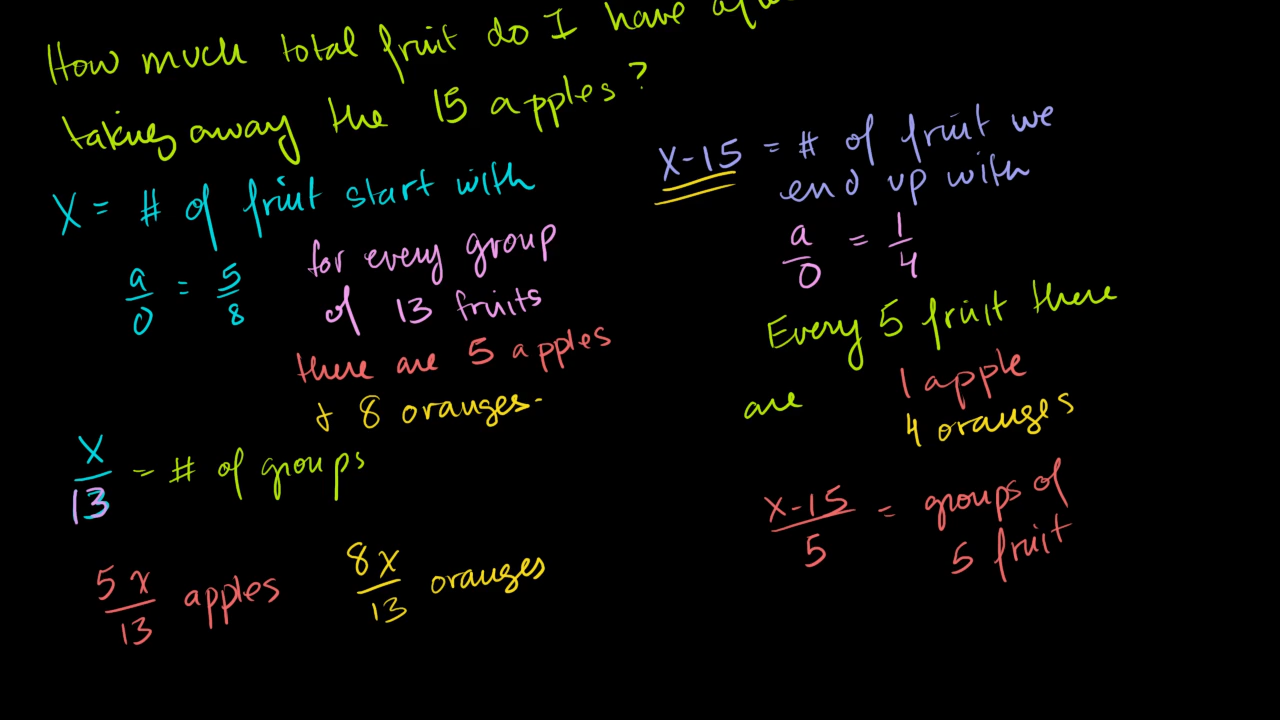 How much total fruit do I have
taking away the 15 apples?
X = # of fruit start with
a/0 = 5/8
for every group
of 13 fruits
there are 5 apples
+ 8 oranges.
X/13 = # of groups
5x/13 apples
8x/13 oranges
X-15 = # of fruit we
end up with
a/0 = 1/4
Every 5 fruit there
are
1 apple
4 oranges
X-15/5 = groups of
5 fruit